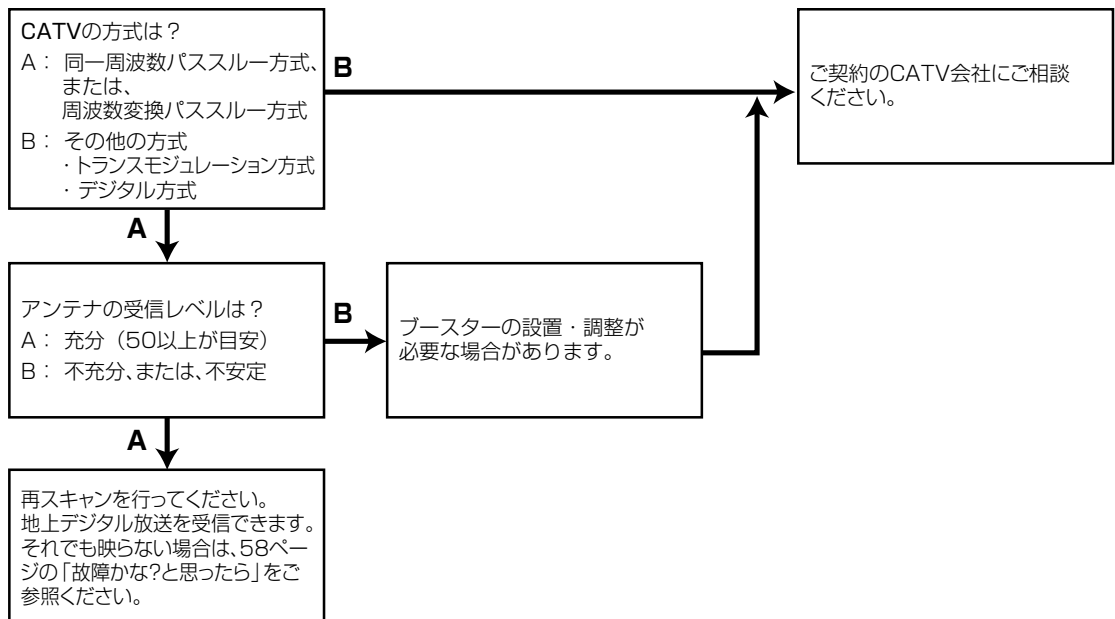 CATVの方式は？
A： 同一周波数パススルー方式、
または、
周波数変換パススルー方式
B： その他の方式
・トランスモジュレーション方式
・ デジタル方式
B
ご契約のCATV会社にご相談
ください。
A
アンテナの受信レベルは？
A： 充分（50以上が目安）
B： 不充分、または、不安定
B
ブースターの設置・調整が
必要な場合があります。
A
再スキャンを行ってください。
地上デジタル放送を受信できます。
それでも映らない場合は、58ペー
ジの「故障かな?と思ったら」をご
参照ください。